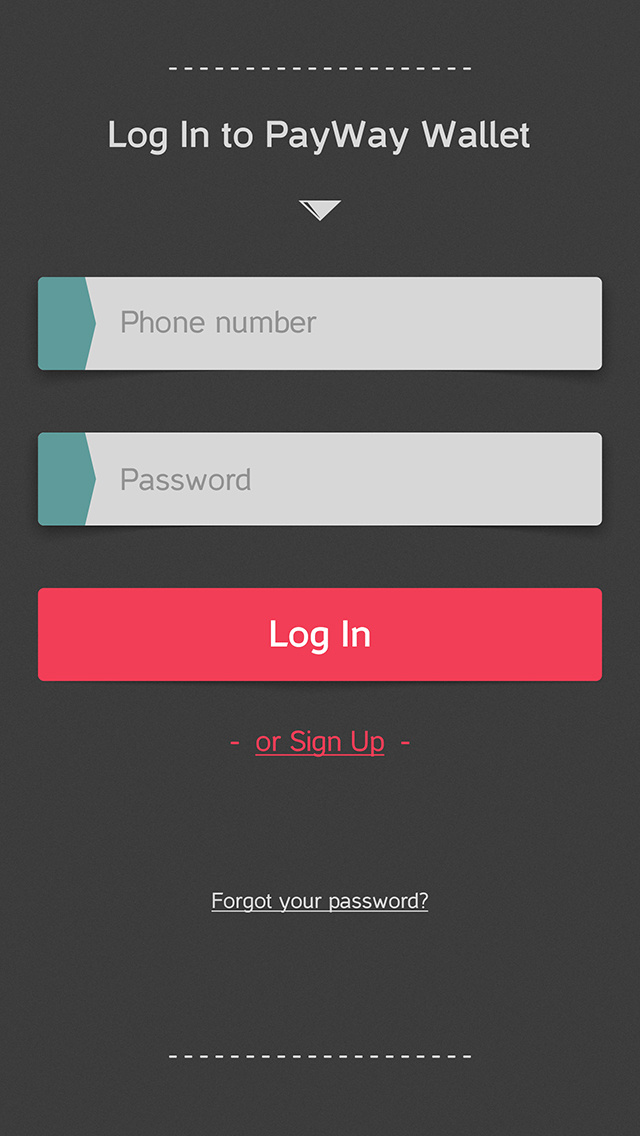 Log In to PayWay Wallet
Phone number
Password
Log In
- or Sign Up -
Forgot your password?